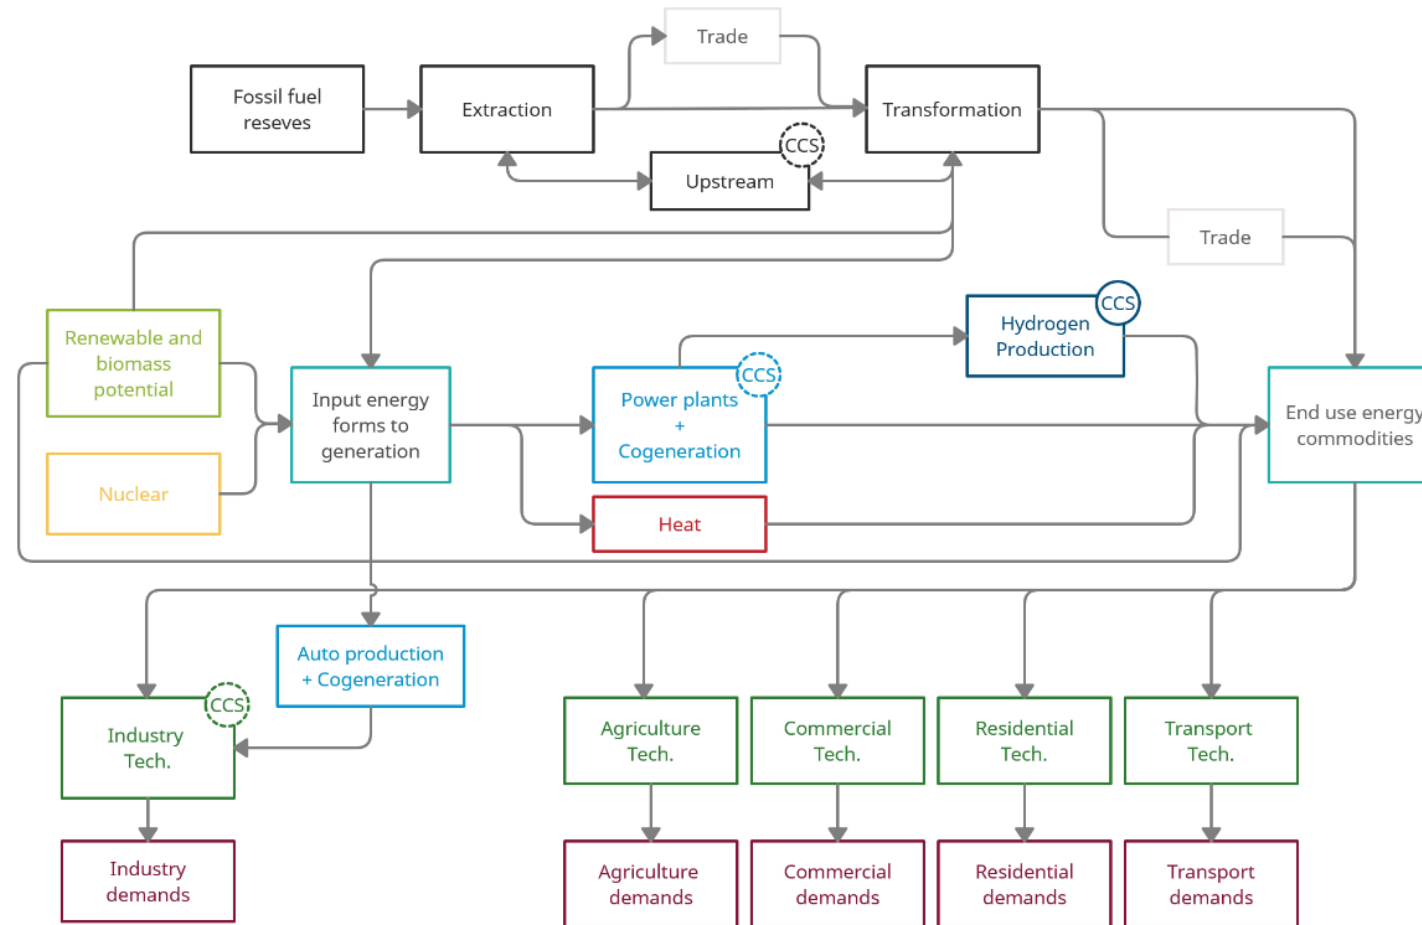 Trade
Fossil fuel
reseves
Extraction
Transformation
CCS
Upstream
Trade
CCS
Hydrogen
Production
Renewable and
biomass
potential
Input energy
forms to
generation
CCS
Power plants
+
Cogeneration
End use energy
commodities
Nuclear
Heat
Auto production
+ Cogeneration
CCS
Industry
Tech.
Agriculture
Tech.
Commercial
Tech.
Residential
Tech.
Transport
Tech.
Industry
demands
Agriculture
demands
Commercial
demands
Residential
demands
Transport
demands